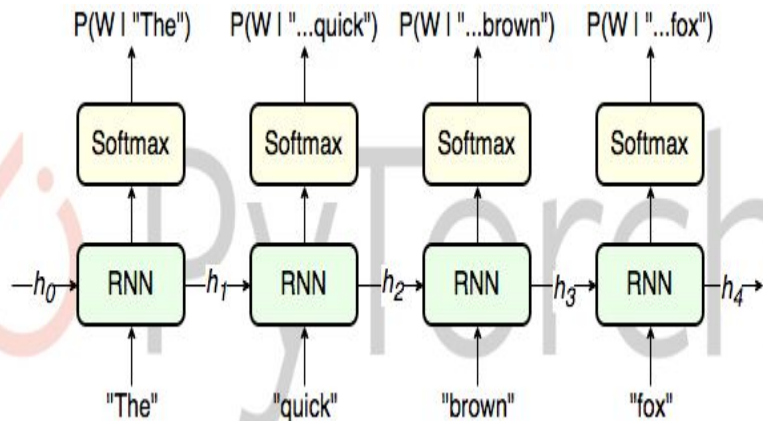 P(W | "The") P(W | "...quick") P(W | "...brown") P(W | "...fox")
Softmax Softmax Softmax Softmax
PyTorch
h0 RNN h1 RNN h2 RNN h3 RNN h4
"The" "quick" "brown" "fox"